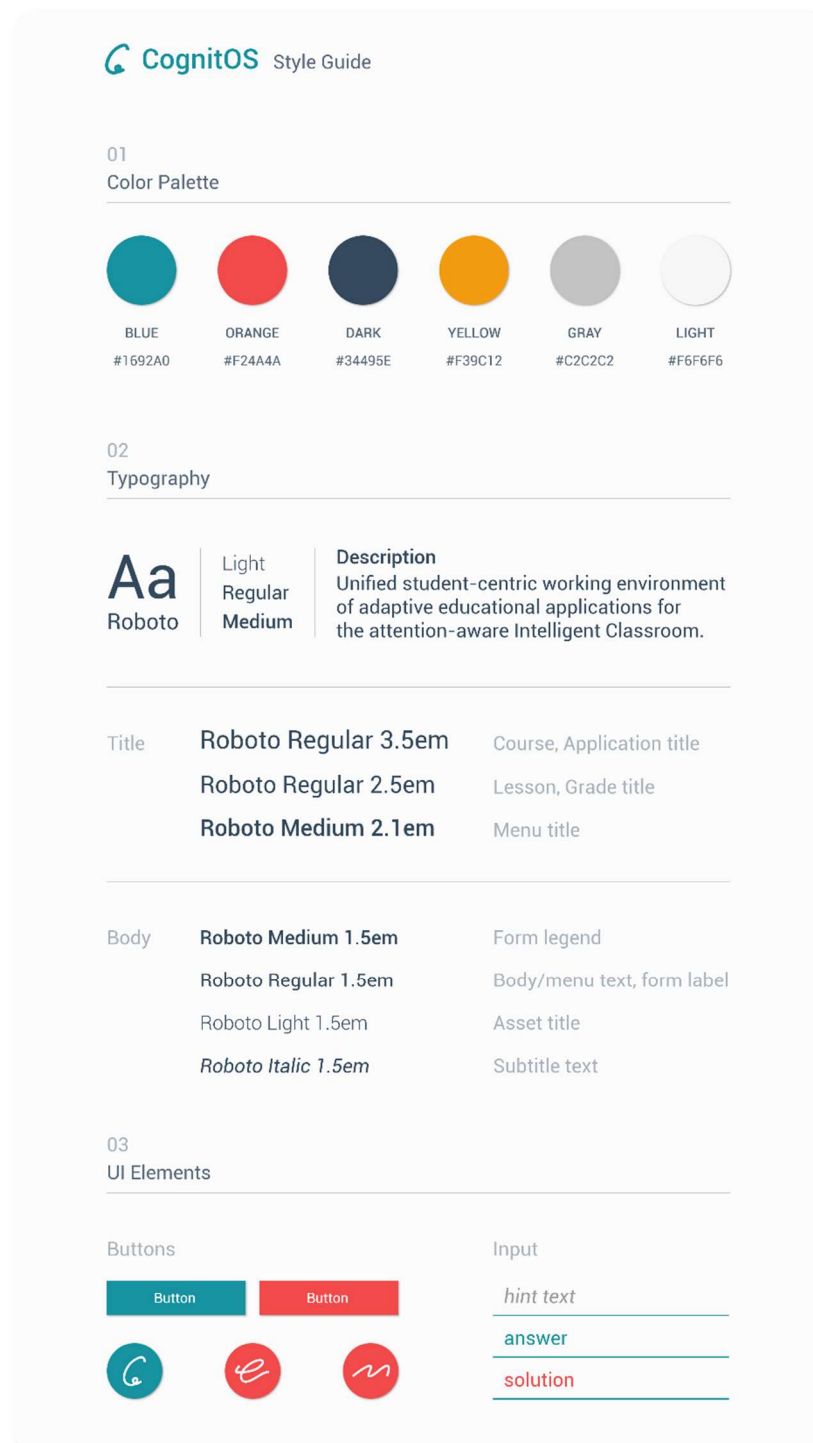 CognitOS Style Guide
01
Color Palette
BLUE ORANGE DARK YELLOW GRAY LIGHT
#1692A0 #F24A4A #34495E #F39C12 #C2C2C2 #F6F6F6
02
Typography
Aa
Roboto
Light
Regular
Medium
Description
Unified student-centric working environment
of adaptive educational applications for
the attention-aware Intelligent Classroom.
Title Roboto Regular 3.5em Course, Application title
Roboto Regular 2.5em Lesson, Grade title
Roboto Medium 2.1em Menu title
Body Roboto Medium 1.5em Form legend
Roboto Regular 1.5em Body/menu text, form label
Roboto Light 1.5em Asset title
Roboto Italic 1.5em Subtitle text
03
UI Elements
Buttons Input
Button Button
hint text
answer
solution